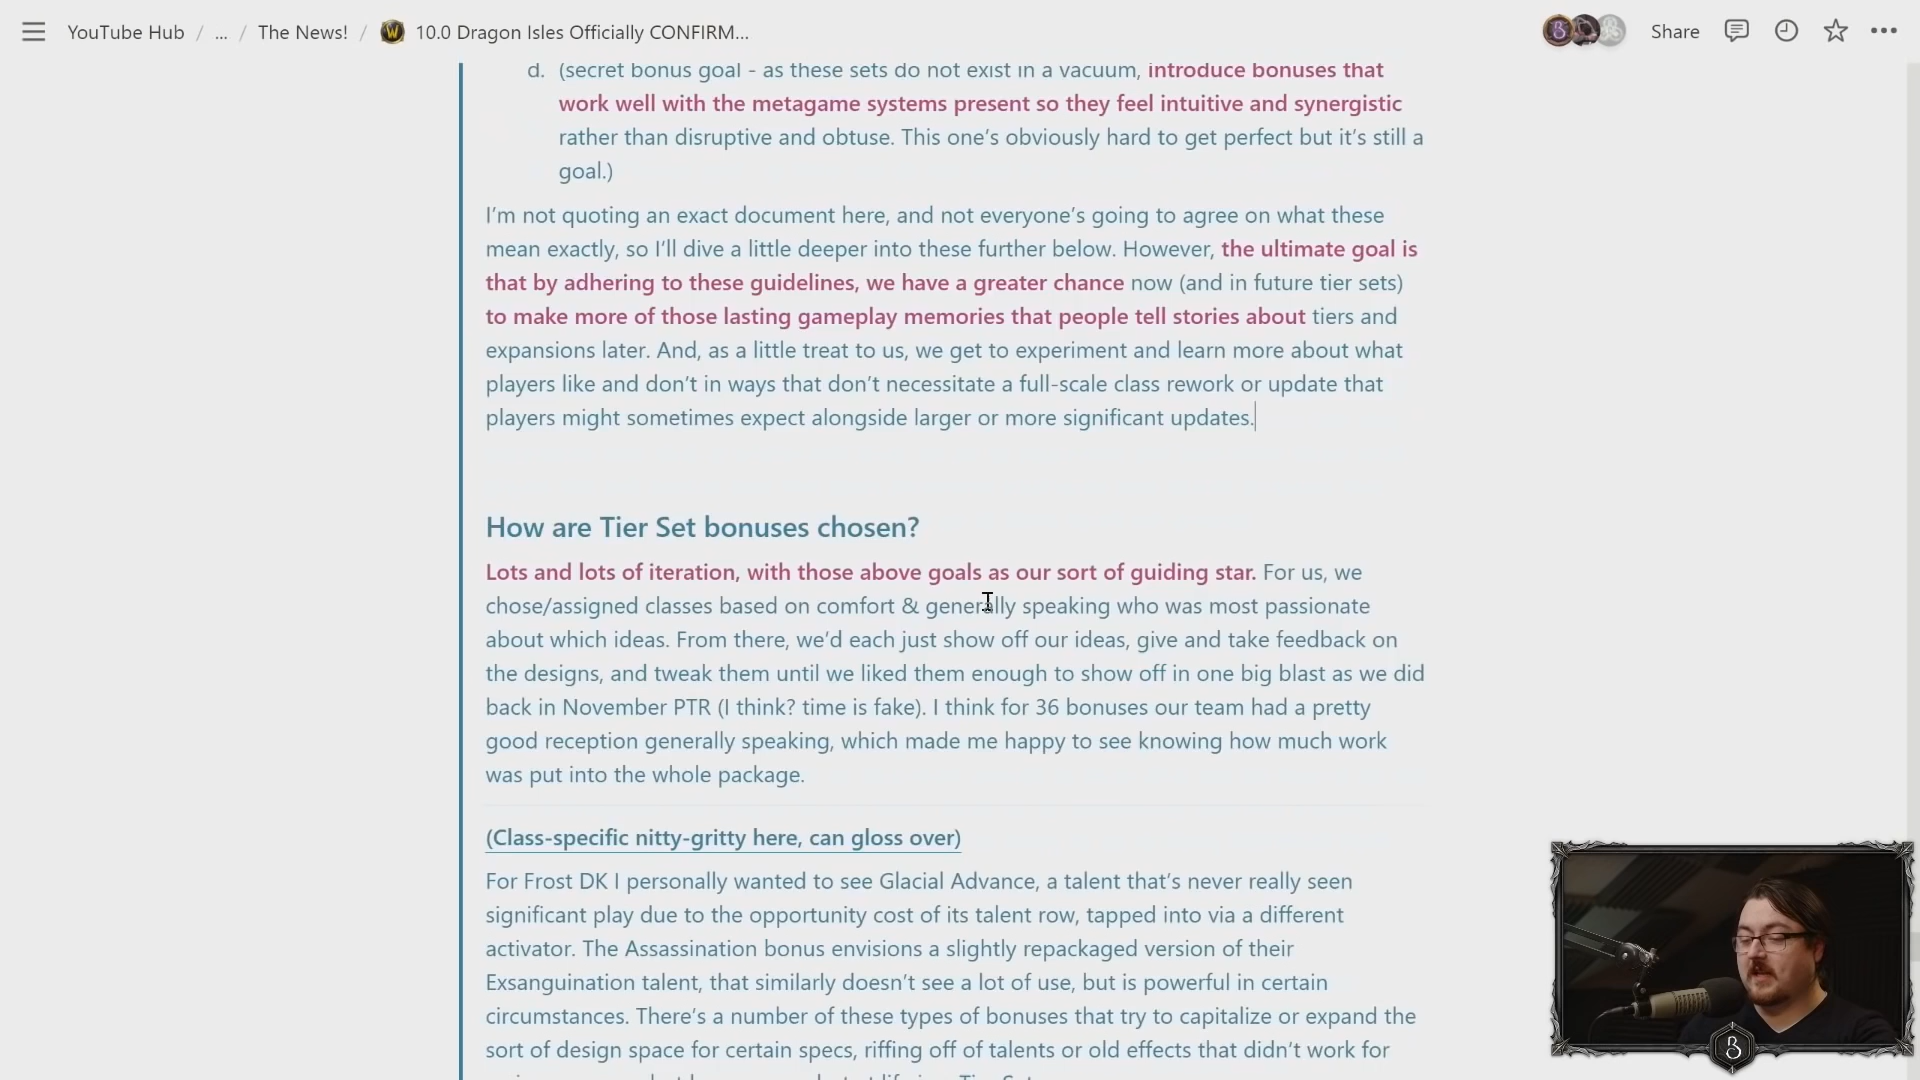 YouTube Hub / ... / The News! / 10.0 Dragon Isles Officially CONFIRM...
Share
d. (secret bonus goal - as these sets do not exist in a vacuum, introduce bonuses that
work well with the metagame systems present so they feel intuitive and synergistic
rather than disruptive and obtuse. This one’s obviously hard to get perfect but it’s still a
goal.)
I’m not quoting an exact document here, and not everyone’s going to agree on what these
mean exactly, so I’ll dive a little deeper into these further below. However, the ultimate goal is
that by adhering to these guidelines, we have a greater chance now (and in future tier sets)
to make more of those lasting gameplay memories that people tell stories about tiers and
expansions later. And, as a little treat to us, we get to experiment and learn more about what
players like and don’t in ways that don’t necessitate a full-scale class rework or update that
players might sometimes expect alongside larger or more significant updates.
How are Tier Set bonuses chosen?
Lots and lots of iteration, with those above goals as our sort of guiding star. For us, we
chose/assigned classes based on comfort & generally speaking who was most passionate
about which ideas. From there, we’d each just show off our ideas, give and take feedback on
the designs, and tweak them until we liked them enough to show off in one big blast as we did
back in November PTR (I think? time is fake). I think for 36 bonuses our team had a pretty
good reception generally speaking, which made me happy to see knowing how much work
was put into the whole package.
(Class-specific nitty-gritty here, can gloss over)
For Frost DK I personally wanted to see Glacial Advance, a talent that’s never really seen
significant play due to the opportunity cost of its talent row, tapped into via a different
activator. The Assassination bonus envisions a slightly repackaged version of their
Exsanguination talent, that similarly doesn’t see a lot of use, but is powerful in certain
circumstances. There’s a number of these types of bonuses that try to capitalize or expand the
sort of design space for certain specs, riffing off of talents or old effects that didn’t work for